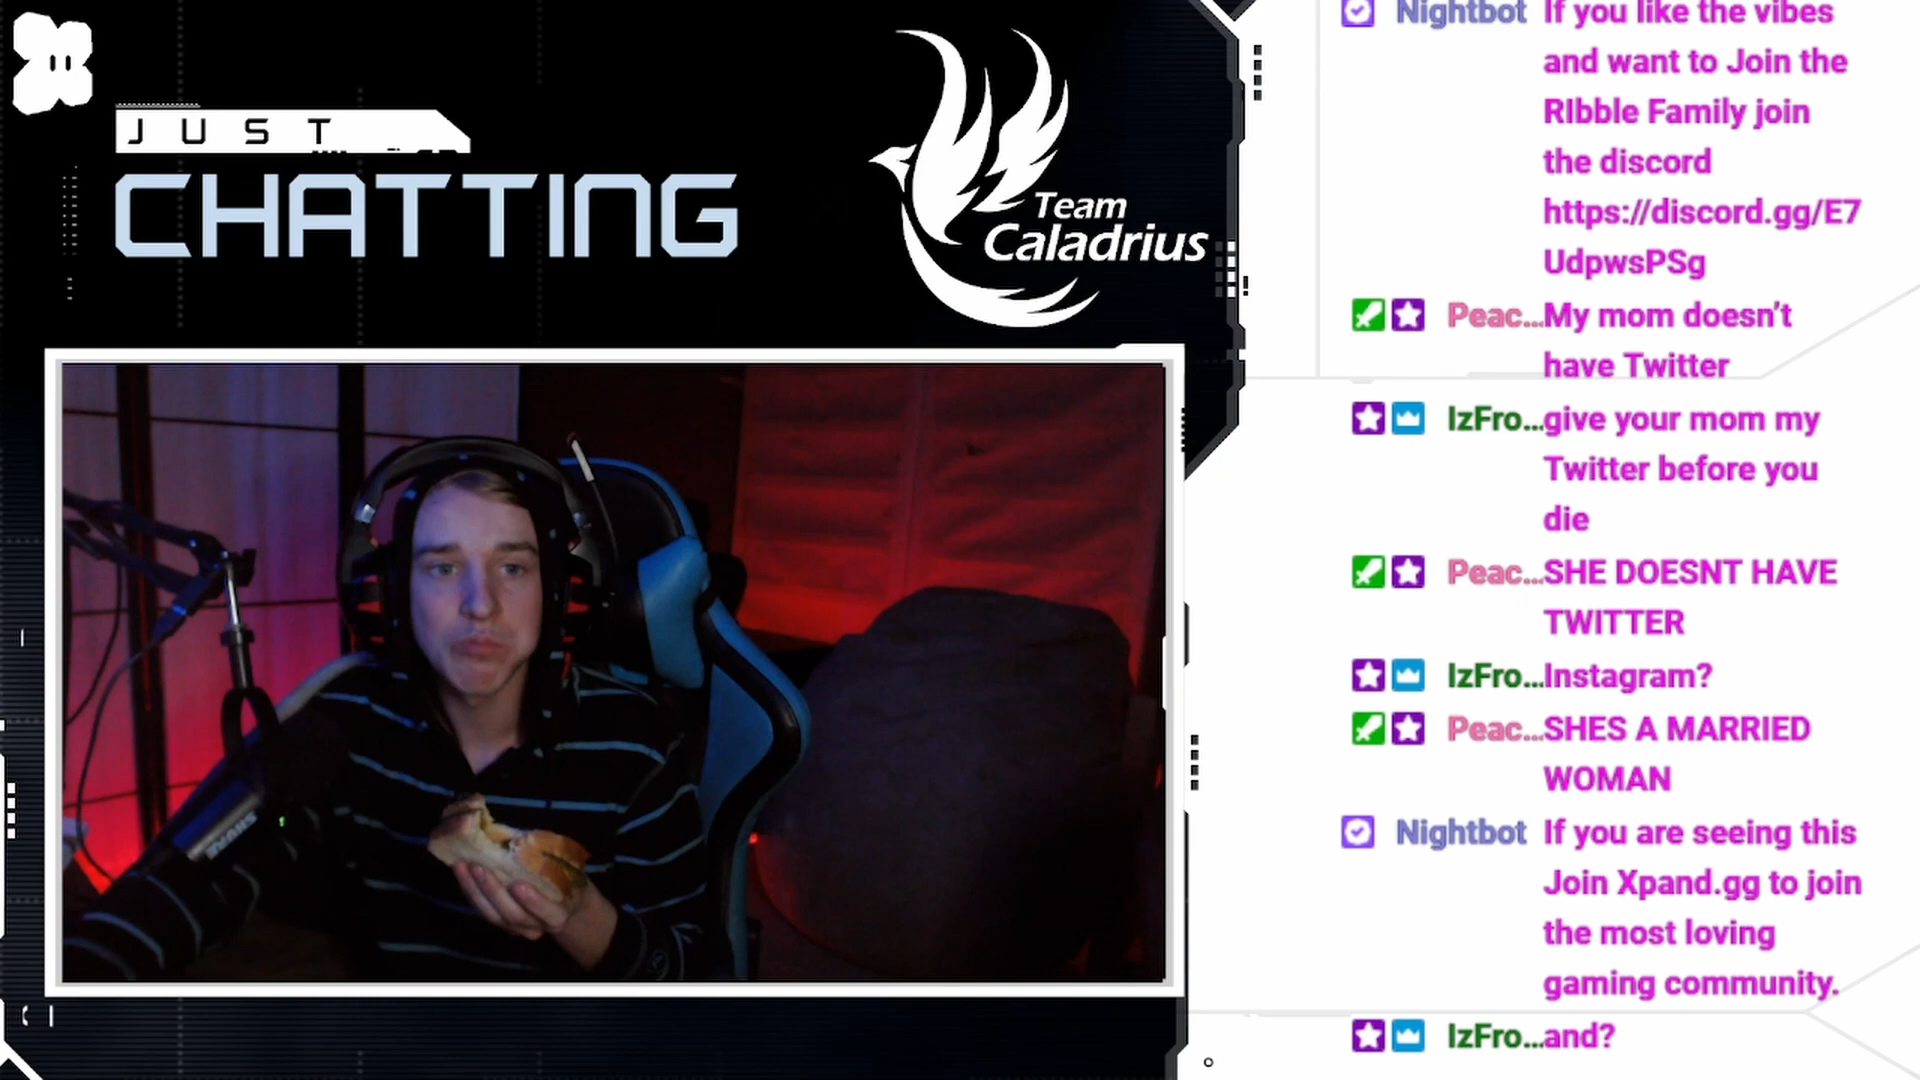 JUST
CHATTING
Team
Caladrius
Nightbot If you like the vibes
and want to Join the
RIbble Family join
the discord
https://discord.gg/E7
UdpwsPSg
Peac...My mom doesn't
have Twitter
IzFro...give your mom my
Twitter before you
die
Peac...SHE DOESNT HAVE
TWITTER
IzFro...Instagram?
Peac...SHES A MARRIED
WOMAN
Nightbot If you are seeing this
Join Xpand.gg to join
the most loving
gaming community.
IzFro...and?